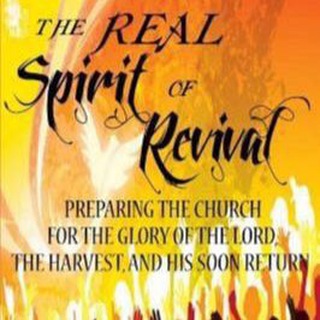 THE REAL
Spirit OF
Revival
PREPARING THE CHURCH
FOR THE GLORY OF THE LORD,
THE HARVEST, AND HIS SOON RETURN